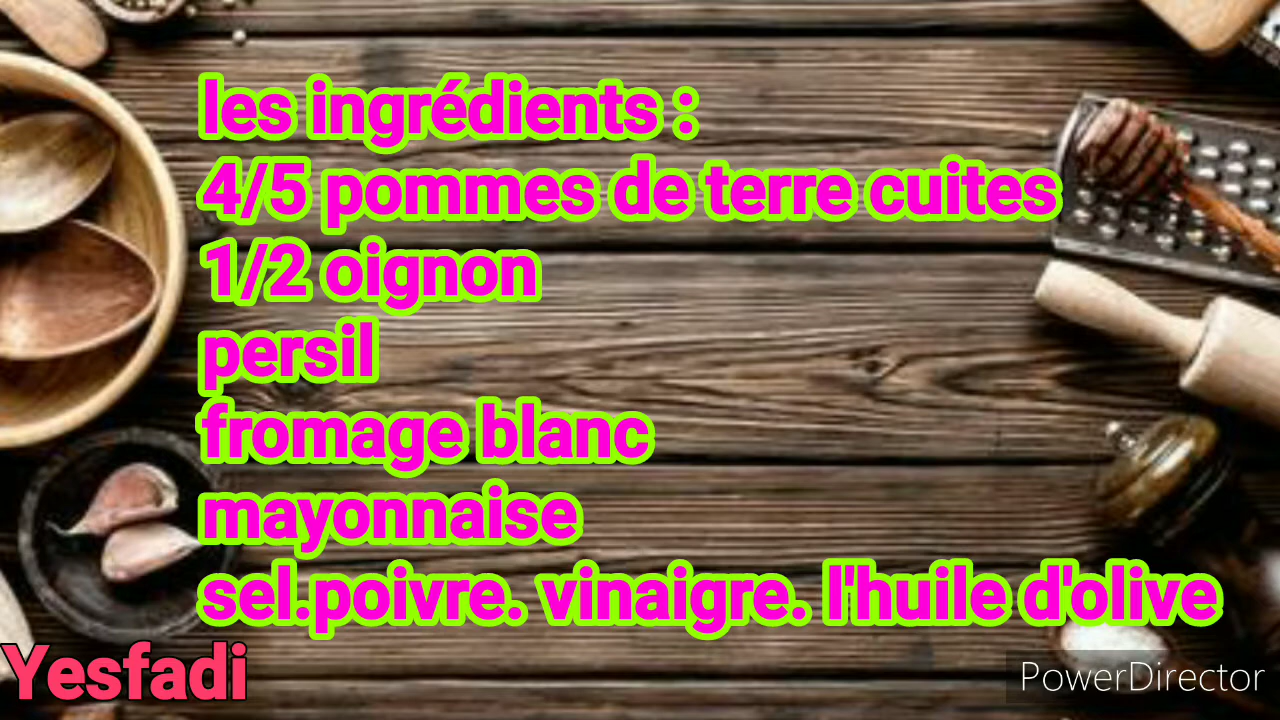 les ingrédients :
4/5 pommes de terre cuites
1/2 oignon
persil
fromage blanc
mayonnaise
sel.poivre. vinaigre. l'huile d'olive
Yesfadi
PowerDirector